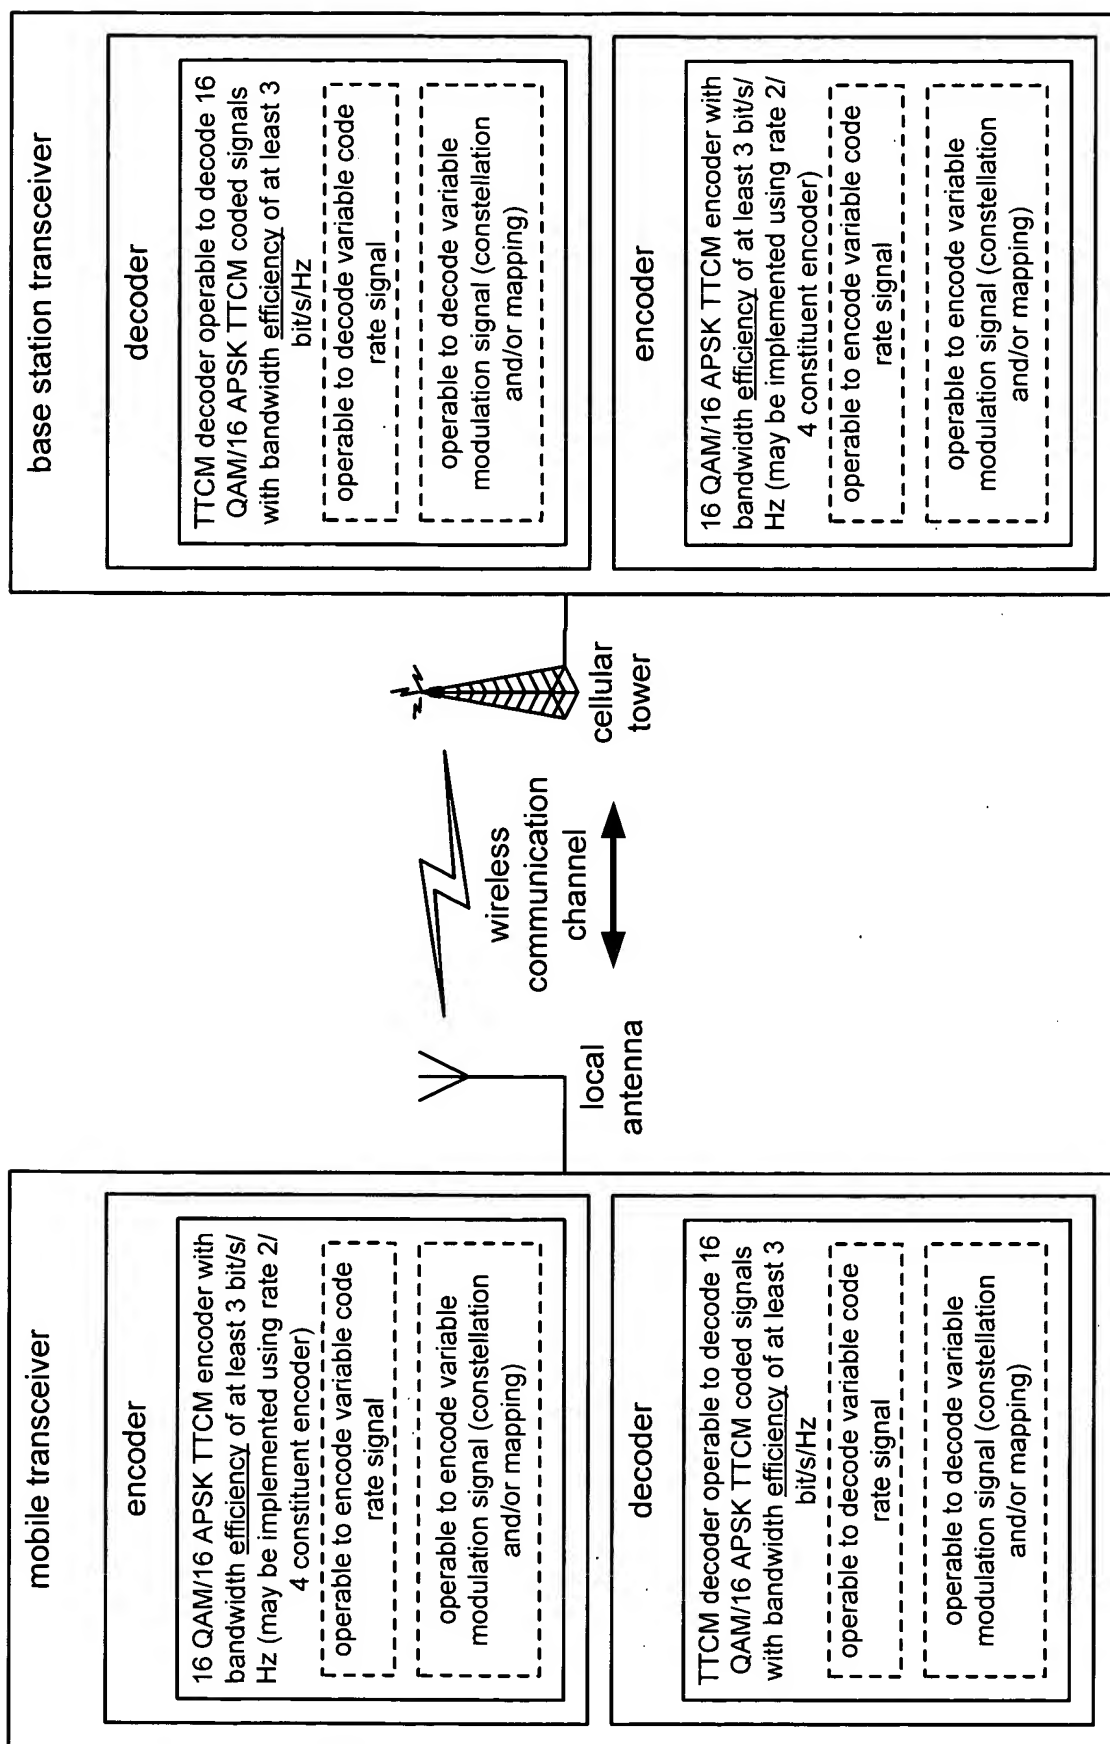 mobile transceiver
encoder
16 QAM/16 APSK TTCM encoder with
bandwidth efficiency of at least 3 bit/s/
Hz (may be implemented using rate 2/
4 constituent encoder)
operable to encode variable code
rate signal
operable to encode variable
modulation signal (constellation
and/or mapping)
decoder
TTCM decoder operable to decode 16
QAM/16 APSK TTCM coded signals
with bandwidth efficiency of at least 3
bit/s/Hz
operable to decode variable code
rate signal
operable to decode variable
modulation signal (constellation
and/or mapping)
local
antenna
wireless
communication
channel
cellular
tower
base station transceiver
decoder
TTCM decoder operable to decode 16
QAM/16 APSK TTCM coded signals
with bandwidth efficiency of at least 3
bit/s/Hz
operable to decode variable code
rate signal
operable to decode variable
modulation signal (constellation
and/or mapping)
encoder
16 QAM/16 APSK TTCM encoder with
bandwidth efficiency of at least 3 bit/s/
Hz (may be implemented using rate 2/
4 constituent encoder)
operable to encode variable code
rate signal
operable to encode variable
modulation signal (constellation
and/or mapping)